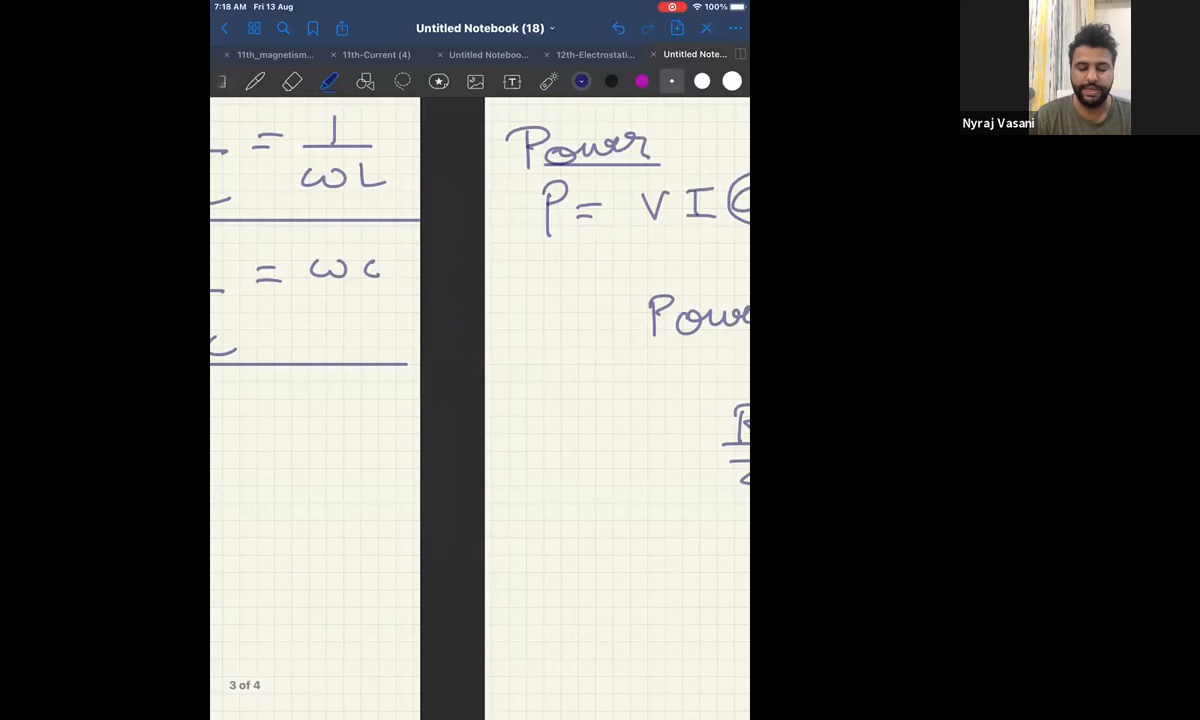 7:18 AM Fri 13 Aug
100%
Untitled Notebook (18)
11th_magnetism...
11th-Current (4)
Untitled Noteboo...
12th-Electrostati...
Untitled Note...
Nyraj Vasani
= 1
ωL
= ωC
Power
P = V I
Powe
3 of 4